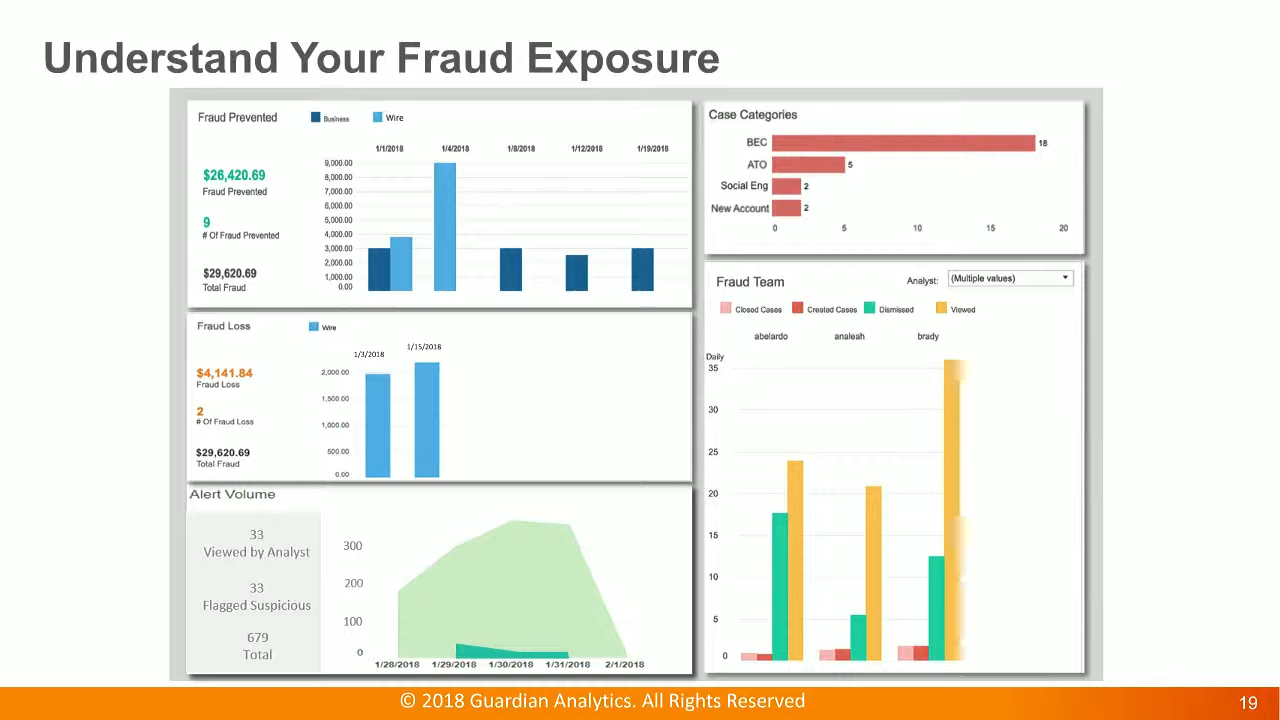 Understand Your Fraud Exposure
Fraud Prevented
Business
Wire
1/1/2018
1/4/2018
1/8/2018
1/12/2018
1/19/2018
$26,420.69
Fraud Prevented
9
# Of Fraud Prevented
$29,620.69
Total Fraud
9,000.00
8,000.00
7,000.00
6,000.00
5,000.00
4,000.00
3,000.00
2,000.00
1,000.00
0.00
Fraud Loss
Wire
1/3/2018
1/15/2018
$4,141.84
Fraud Loss
2
# Of Fraud Loss
$29,620.69
Total Fraud
2,000 00
1,500.00
1,000.00
500.00
0 00
Alert Volume
33
Viewed by Analyst
33
Flagged Suspicious
679
Total
300
200
100
0
1/28/2018
1/29/2018
1/30/2018
1/31/2018
2/1/2018
Case Categories
BEC
18
ATO
5
Social Eng
2
New Account
2
0
5
10
15
20
Fraud Team
Analyst:
(Multiple values)
Closed Cases
Created Cases
Dismissed
Viewed
abelardo
analeah
brady
Daily
35
30
25
20
15
10
5
0
© 2018 Guardian Analytics. All Rights Reserved
19